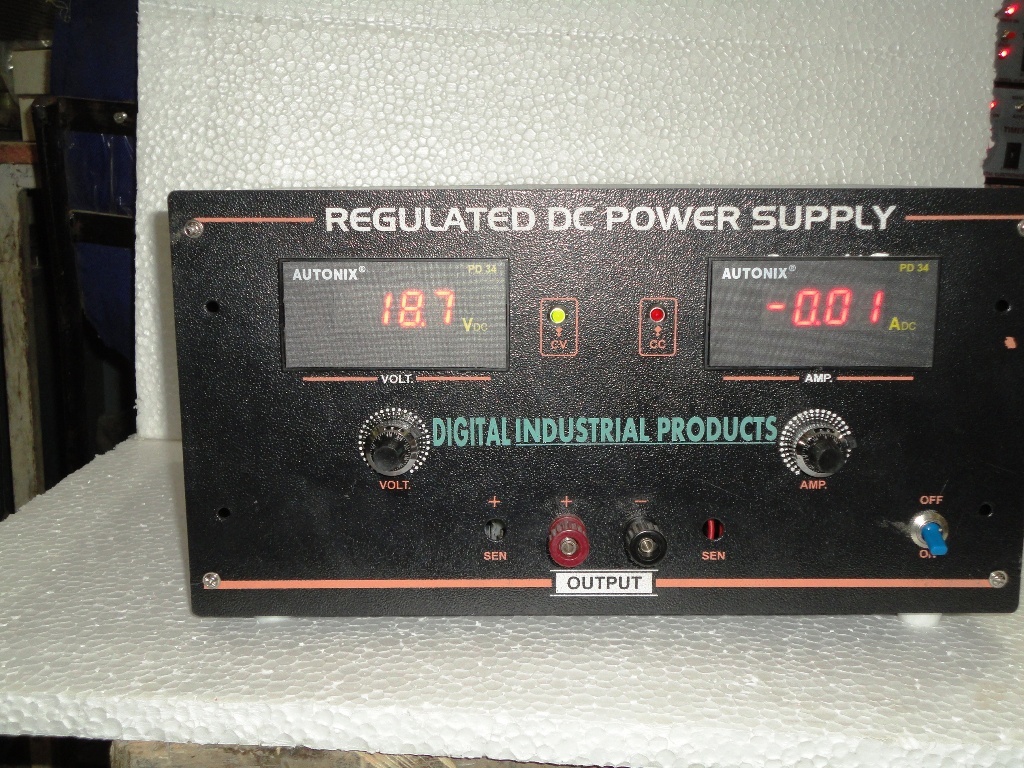 REGULATED DC POWER SUPPLY
AUTONIX® PD 34
18.7 VDC
CV
CC
AUTONIX® PD 34
-0.01 ADC
VOLT.
AMP.
DIGITAL INDUSTRIAL PRODUCTS
VOLT.
AMP.
+ + −
OFF
SEN
SEN
ON
OUTPUT